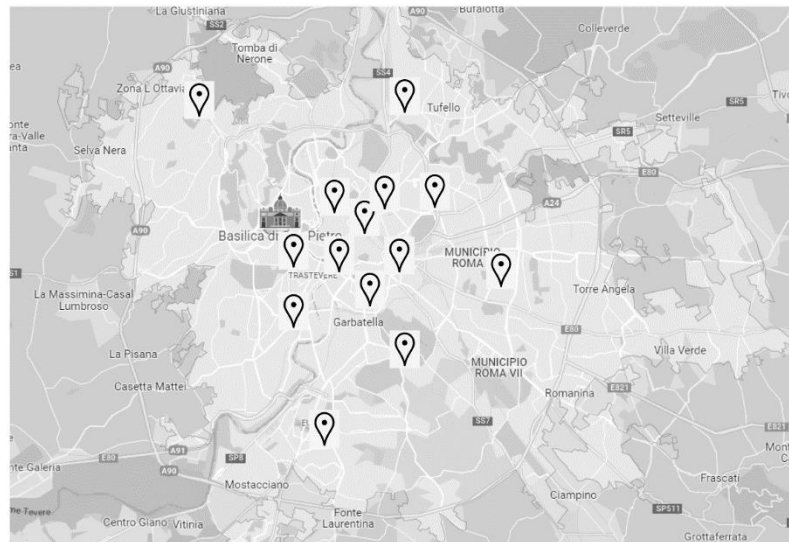 La Giustiniana
A90
Bufalotta
SS2
Colleverde
Tomba di
Nerone
A90
SS4
Zona L Ottavia
Tufello
SR5
Setteville
SR5
Selva Nera
E80
A24
Basilica di
Pietro
A90
MUNICIPIO
ROMA
TRASTEVERE
La Massimina-Casal
Lumbroso
Torre Angela
Garbatella
E80
La Pisana
MUNICIPIO
ROMA VII
Villa Verde
Casetta Mattei
Romanina
E821
SS7
E821
A91
E80
SP8
A90
Frascati
Mostacciano
Ciampino
Fonte
Laurentina
SP511
Centro Giano
Vitinia
Grottaferrata